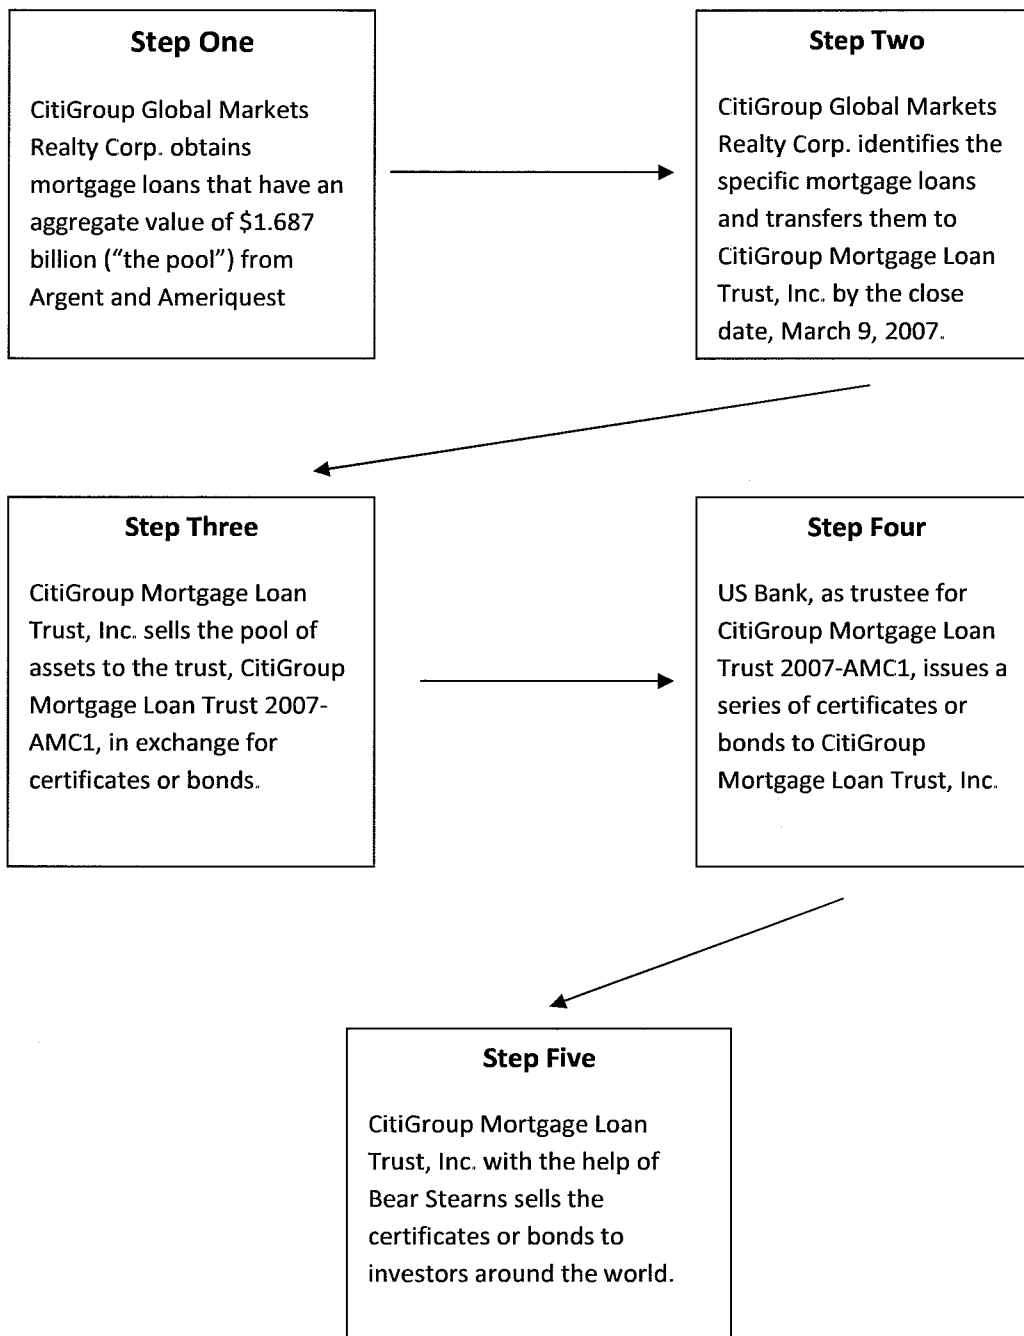 Step One
CitiGroup Global Markets
Realty Corp. obtains
mortgage loans that have an
aggregate value of $1.687
billion (“the pool”) from
Argent and Ameriquest
Step Two
CitiGroup Global Markets
Realty Corp. identifies the
specific mortgage loans
and transfers them to
CitiGroup Mortgage Loan
Trust, Inc. by the close
date, March 9, 2007.
Step Three
CitiGroup Mortgage Loan
Trust, Inc. sells the pool of
assets to the trust, CitiGroup
Mortgage Loan Trust 2007-
AMC1, in exchange for
certificates or bonds.
Step Four
US Bank, as trustee for
CitiGroup Mortgage Loan
Trust 2007-AMC1, issues a
series of certificates or
bonds to CitiGroup
Mortgage Loan Trust, Inc.
Step Five
CitiGroup Mortgage Loan
Trust, Inc. with the help of
Bear Stearns sells the
certificates or bonds to
investors around the world.